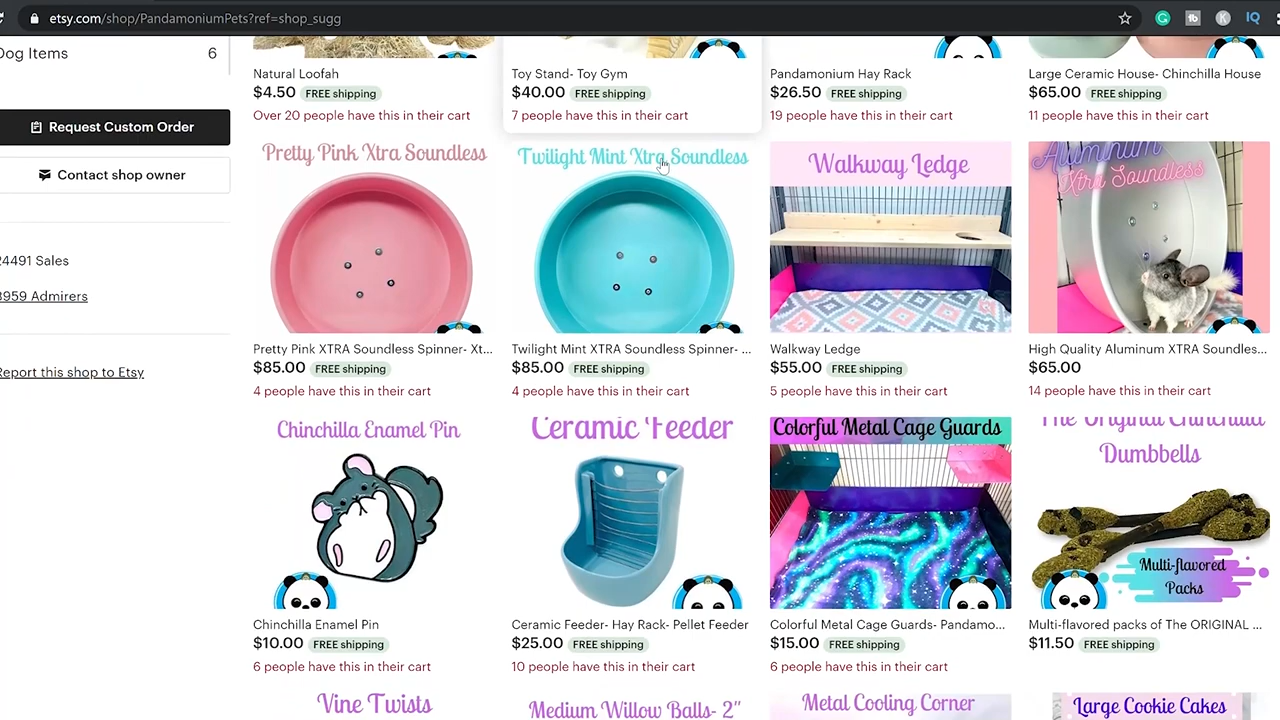 etsy.com/shop/PandamoniumPets?ref=shop_sugg
Dog Items 6
Request Custom Order
Contact shop owner
24491 Sales
3959 Admirers
Report this shop to Etsy
Natural Loofah
$4.50 FREE shipping
Over 20 people have this in their cart
Toy Stand- Toy Gym
$40.00 FREE shipping
7 people have this in their cart
Pandamonium Hay Rack
$26.50 FREE shipping
19 people have this in their cart
Large Ceramic House- Chinchilla House
$65.00 FREE shipping
11 people have this in their cart
Pretty Pink Xtra Soundless
Pretty Pink XTRA Soundless Spinner- Xt...
$85.00 FREE shipping
4 people have this in their cart
Twilight Mint Xtra Soundless
Twilight Mint XTRA Soundless Spinner- ...
$85.00 FREE shipping
4 people have this in their cart
Walkway Ledge
Walkway Ledge
$55.00 FREE shipping
5 people have this in their cart
Aluminum
Xtra Soundless
High Quality Aluminum XTRA Soundles...
$65.00
14 people have this in their cart
Chinchilla Enamel Pin
Chinchilla Enamel Pin
$10.00 FREE shipping
6 people have this in their cart
Ceramic Feeder
Ceramic Feeder- Hay Rack- Pellet Feeder
$25.00 FREE shipping
10 people have this in their cart
Colorful Metal Cage Guards
Colorful Metal Cage Guards- Pandamo...
$15.00 FREE shipping
6 people have this in their cart
The Original Chinchilla
Dumbbells
Multi-flavored
Packs
Multi-flavored packs of The ORIGINAL ...
$11.50 FREE shipping
Vine Twists
Medium Willow Balls- 2"
Metal Cooling Corner
Large Cookie Cakes